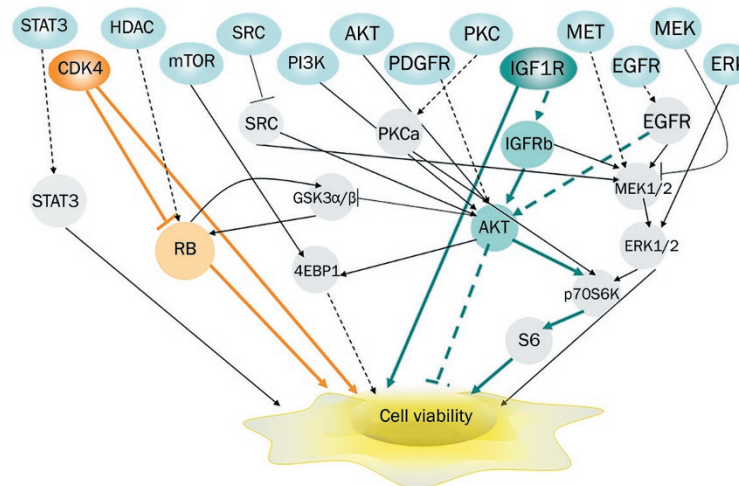 STAT3
HDAC
SRC
AKT
PKC
MET
MEK
CDK4
mTOR
PI3K
PDGFR
IGF1R
EGFR
ERK
SRC
PKCa
IGFRb
EGFR
STAT3
GSK3α/β
MEK1/2
RB
4EBP1
AKT
ERK1/2
p70S6K
S6
Cell viability